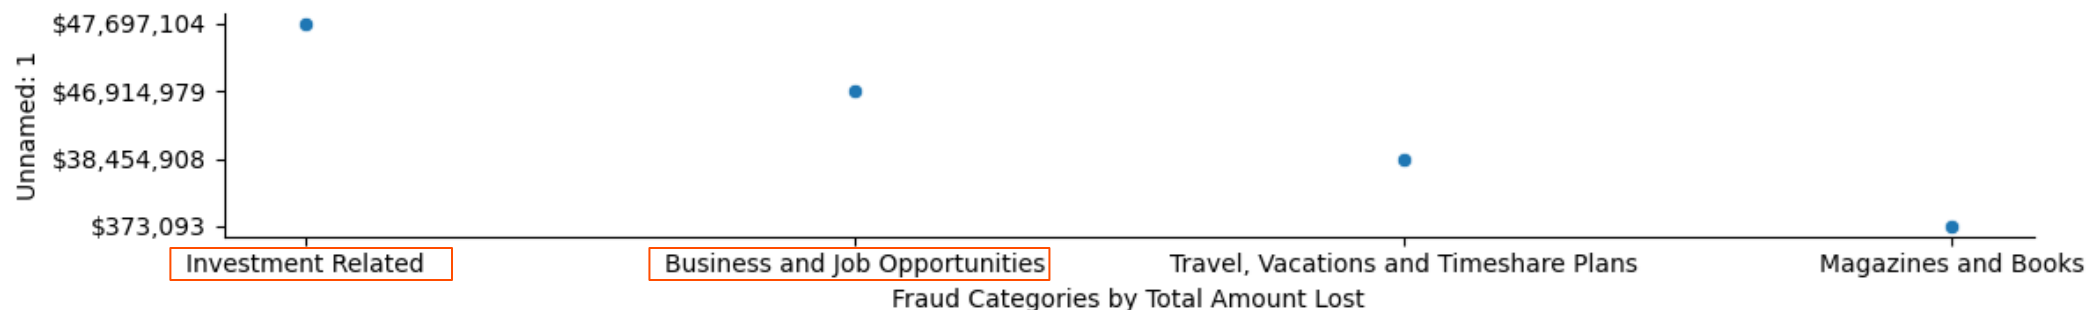 Unnamed: 1
$47,697,104
$46,914,979
$38,454,908
$373,093
Investment Related Business and Job Opportunities Travel, Vacations and Timeshare Plans Magazines and Books
Fraud Categories by Total Amount Lost